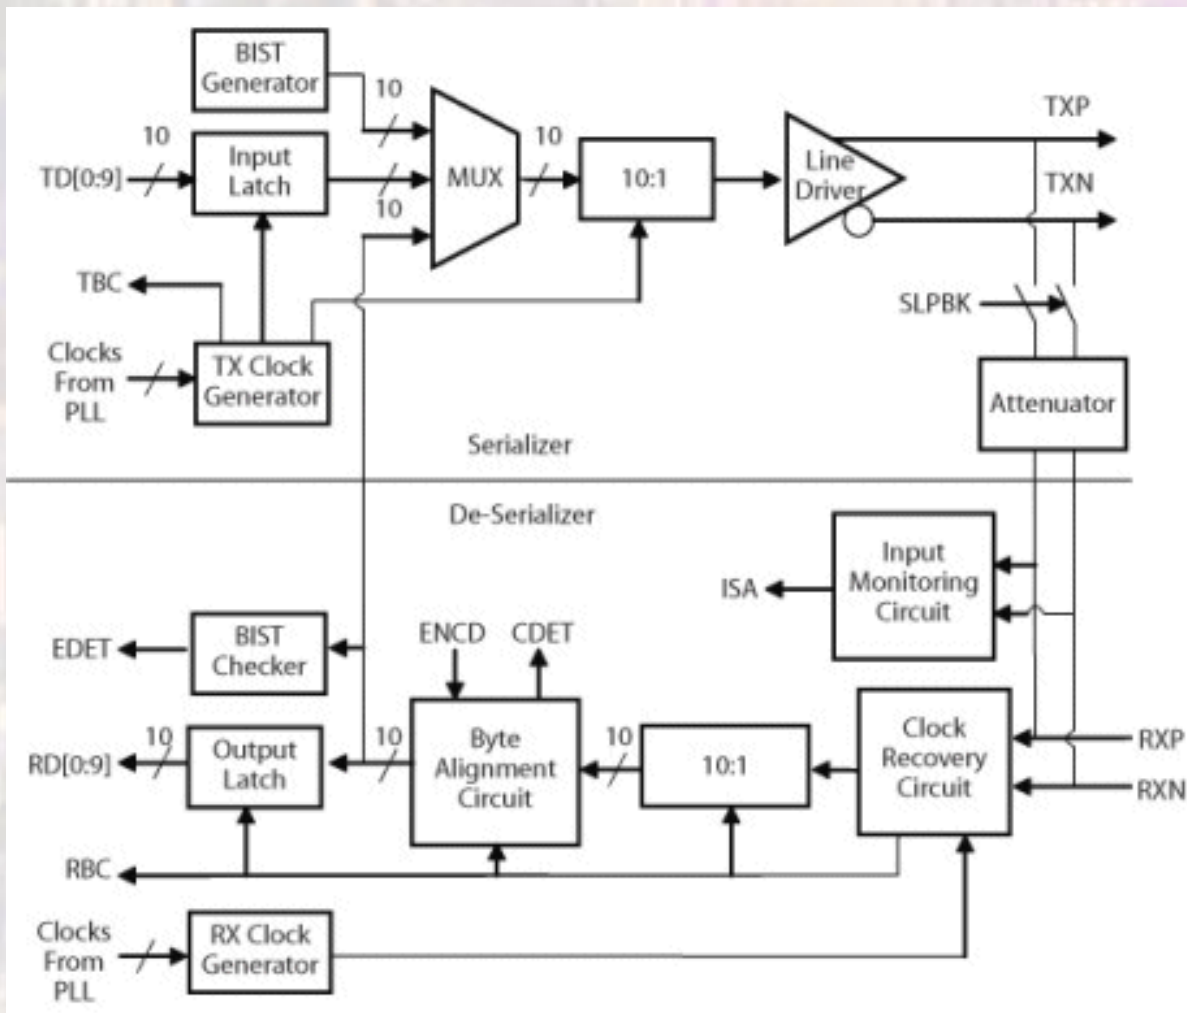 BIST
Generator
10
TXP
10
10
TD[0:9]
Input
Latch
MUX
10:1
Line
Driver
TXN
10
TBC
SLPBK
Clocks
From
PLL
TX Clock
Generator
Attenuator
Serializer
De-Serializer
Input
Monitoring
Circuit
ISA
ENCD
CDET
EDET
BIST
Checker
RD[0:9]
10
Output
Latch
10
Byte
Alignment
Circuit
10
10:1
Clock
Recovery
Circuit
RXP
RXN
RBC
Clocks
From
PLL
RX Clock
Generator